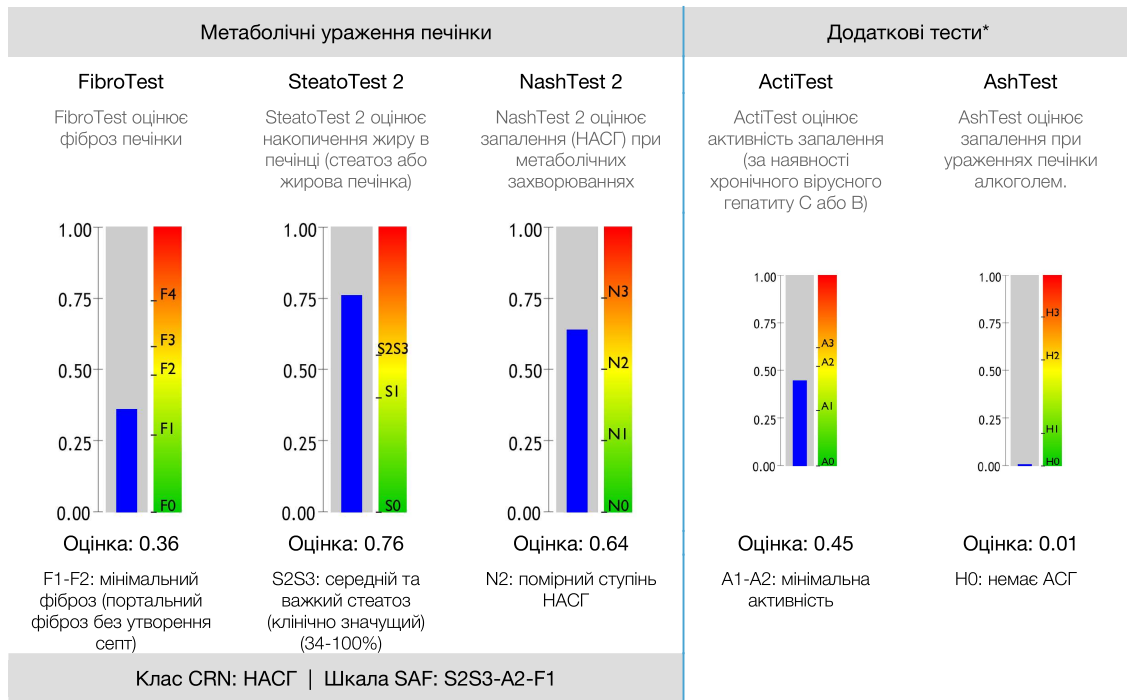 Метаболічні ураження печінки
Додаткові тести*
FibroTest
FibroTest оцінює
фіброз печінки
1.00
0.75
0.50
0.25
0.00
F4
F3
F2
F1
F0
Оцінка: 0.36
F1-F2: мінімальний
фіброз (портальний
фіброз без утворення
септ)
SteatoTest 2
SteatoTest 2 оцінює
накопичення жиру в
печінці (стеатоз або
жирова печінка)
1.00
0.75
0.50
0.25
0.00
S2S3
S1
S0
Оцінка: 0.76
S2S3: середній та
важкий стеатоз
(клінічно значущий)
(34-100%)
NashTest 2
NashTest 2 оцінює
запалення (НАСГ) при
метаболічних
захворюваннях
1.00
0.75
0.50
0.25
0.00
N3
N2
N1
N0
Оцінка: 0.64
N2: помірний ступінь
НАСГ
Клас CRN: НАСГ | Шкала SAF: S2S3-A2-F1
ActiTest
ActiTest оцінює
активність запалення
(за наявності
хронічного вірусного
гепатиту С або В)
1.00
0.75
0.50
0.25
0.00
A3
A2
A1
A0
Оцінка: 0.45
A1-A2: мінімальна
активність
AshTest
AshTest оцінює
запалення при
ураженнях печінки
алкоголем.
1.00
0.75
0.50
0.25
0.00
H3
H2
H1
H0
Оцінка: 0.01
H0: немає АСГ